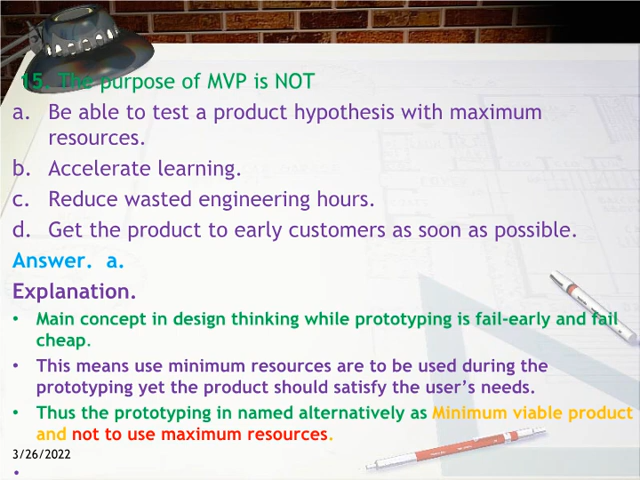 15. The purpose of MVP is NOT
a. Be able to test a product hypothesis with maximum
resources.
b. Accelerate learning.
c. Reduce wasted engineering hours.
d. Get the product to early customers as soon as possible.
Answer. a.
Explanation.
• Main concept in design thinking while prototyping is fail-early and fail
cheap.
• This means use minimum resources are to be used during the
prototyping yet the product should satisfy the user's needs.
• Thus the prototyping in named alternatively as Minimum viable product
and not to use maximum resources.
3/26/2022
•